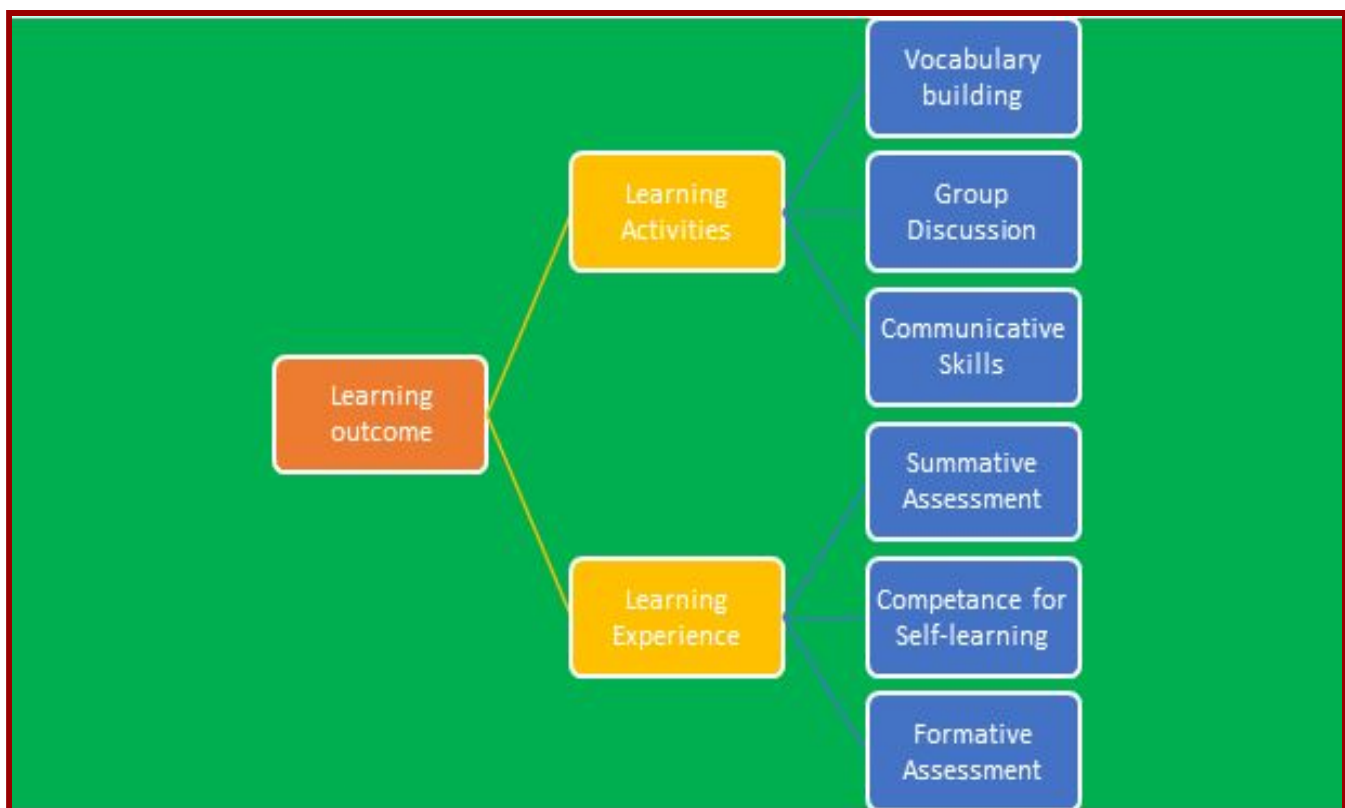 Vocabulary
building
Learning
Activities
Group
Discussion
Communicative
Skills
Learning
outcome
Summative
Assessment
Learning
Experience
Competance for
Self-learning
Formative
Assessment